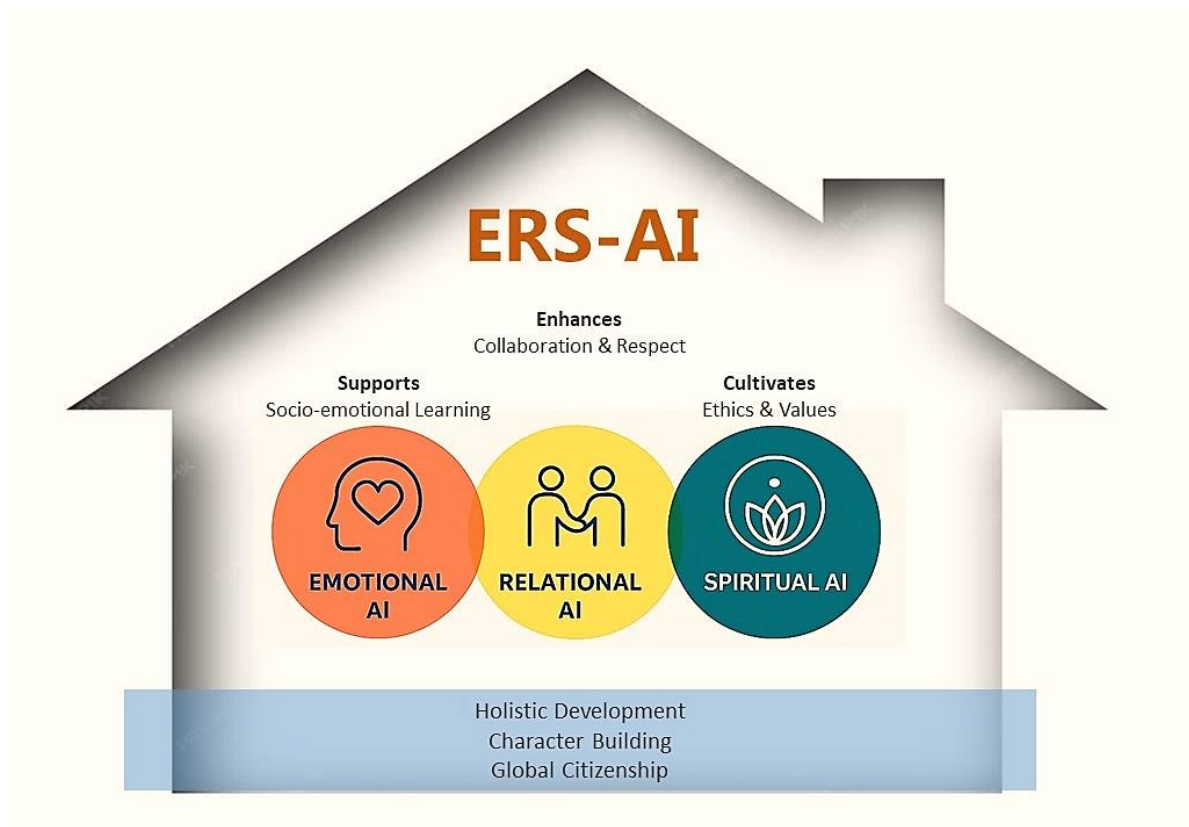 ERS-AI
Enhances
Collaboration & Respect
Supports
Socio-emotional Learning
Cultivates
Ethics & Values
EMOTIONAL
AI
RELATIONAL
AI
SPIRITUAL AI
Holistic Development
Character Building
Global Citizenship